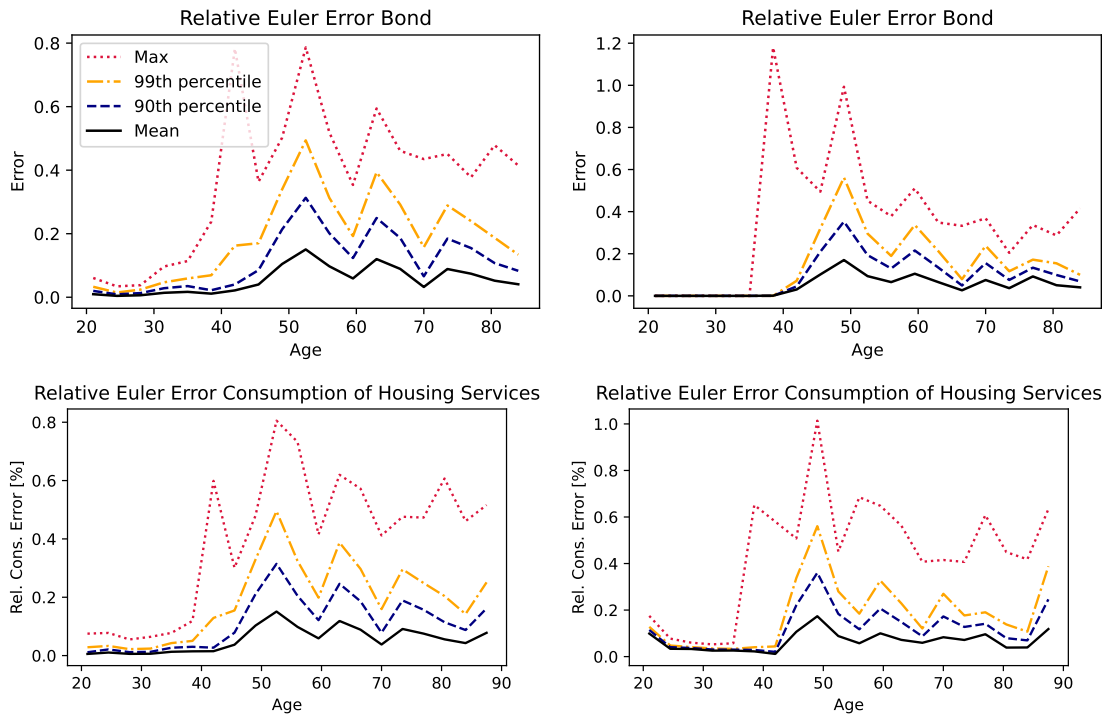 Relative Euler Error Bond
Error
0.8
0.6
0.4
0.2
0.0
Max
99th percentile
90th percentile
Mean
20 30 40 50 60 70 80
Age
Relative Euler Error Bond
Error
1.2
1.0
0.8
0.6
0.4
0.2
0.0
20 30 40 50 60 70 80
Age
Relative Euler Error Consumption of Housing Services
Rel. Cons. Error [%]
0.8
0.6
0.4
0.2
0.0
20 30 40 50 60 70 80 90
Age
Relative Euler Error Consumption of Housing Services
Rel. Cons. Error [%]
1.0
0.8
0.6
0.4
0.2
0.0
20 30 40 50 60 70 80 90
Age